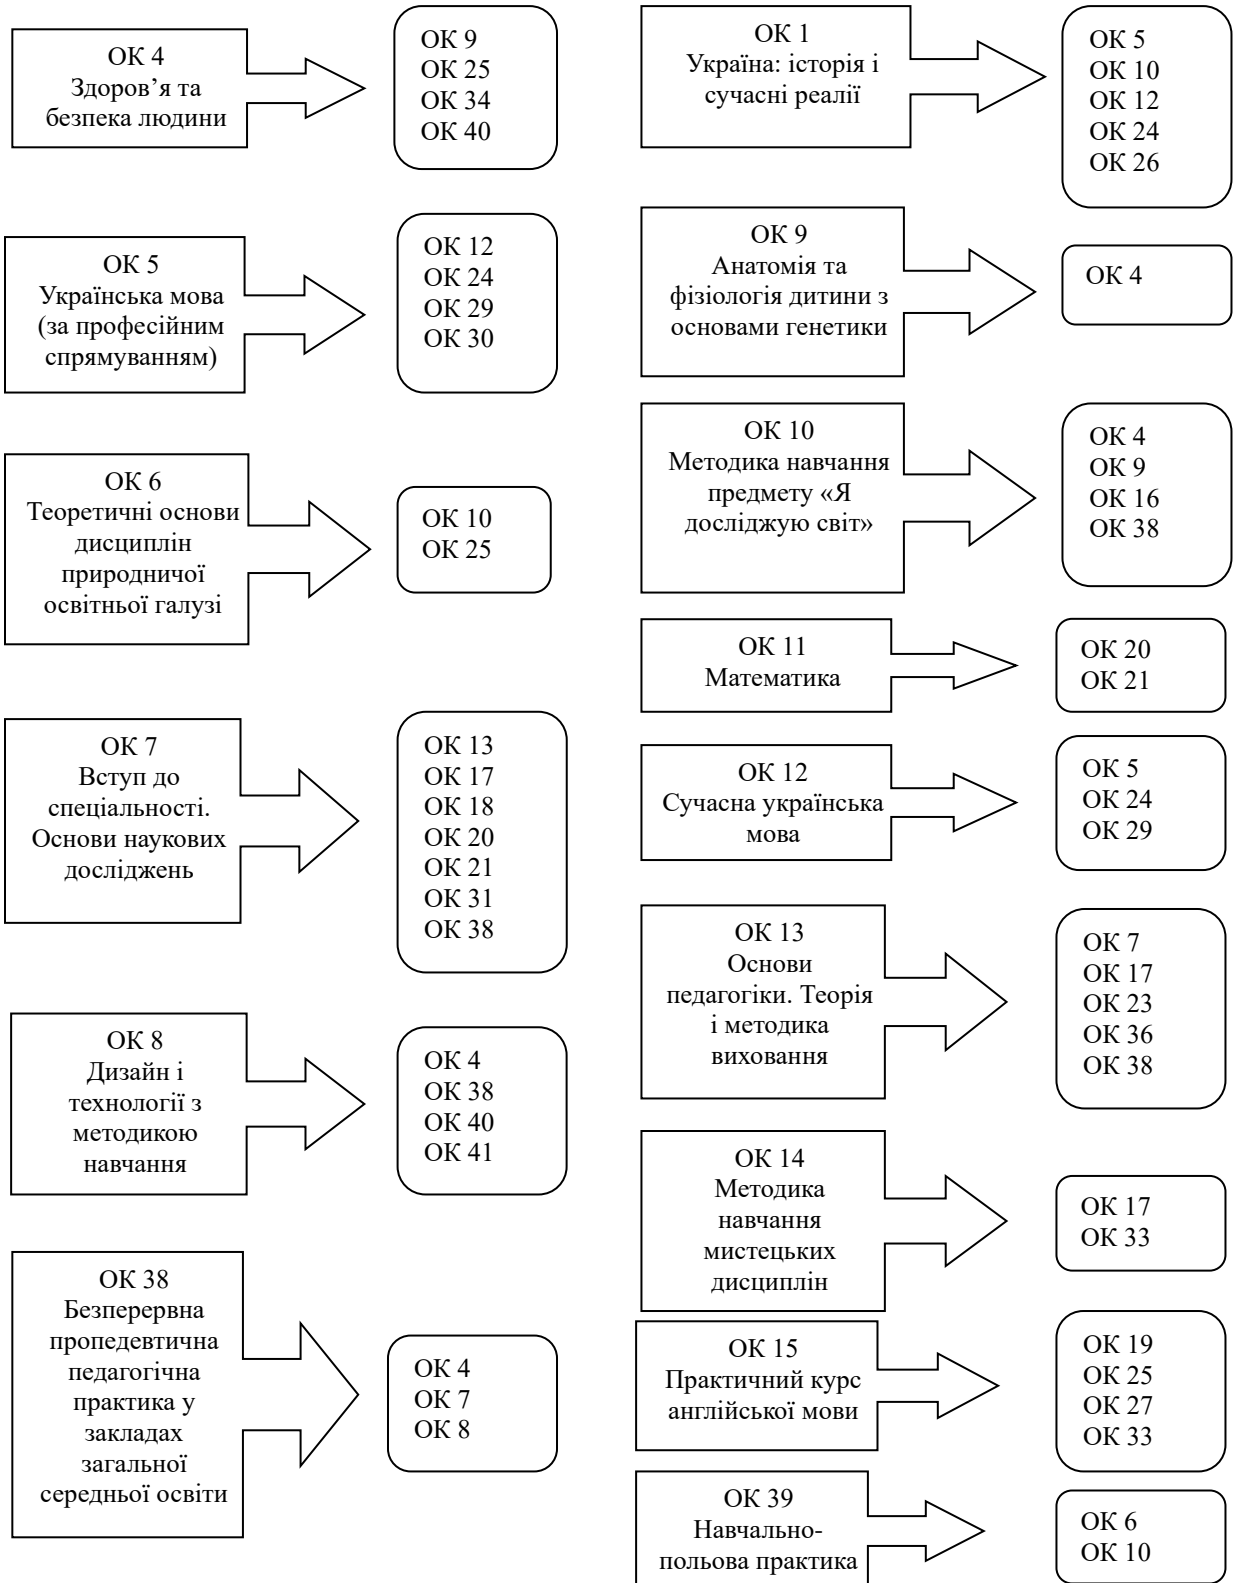 ОК 4
Здоров’я та
безпека людини
ОК 9
ОК 25
ОК 34
ОК 40
ОК 5
Українська мова
(за професійним
спрямуванням)
ОК 12
ОК 24
ОК 29
ОК 30
ОК 6
Теоретичні основи
дисциплін
природничої
освітньої галузі
ОК 10
ОК 25
ОК 7
Вступ до
спеціальності.
Основи наукових
досліджень
ОК 13
ОК 17
ОК 18
ОК 20
ОК 21
ОК 31
ОК 38
ОК 8
Дизайн і
технології з
методикою
навчання
ОК 4
ОК 38
ОК 40
ОК 41
ОК 38
Безперервна
пропедевтична
педагогічна
практика у
закладах
загальної
середньої освіти
ОК 4
ОК 7
ОК 8
ОК 1
Україна: історія і
сучасні реалії
ОК 5
ОК 10
ОК 12
ОК 24
ОК 26
ОК 9
Анатомія та
фізіологія дитини з
основами генетики
ОК 4
ОК 10
Методика навчання
предмету «Я
досліджую світ»
ОК 4
ОК 9
ОК 16
ОК 38
ОК 11
Математика
ОК 20
ОК 21
ОК 12
Сучасна українська
мова
ОК 5
ОК 24
ОК 29
ОК 13
Основи
педагогіки. Теорія
і методика
виховання
ОК 7
ОК 17
ОК 23
ОК 36
ОК 38
ОК 14
Методика
навчання
мистецьких
дисциплін
ОК 17
ОК 33
ОК 15
Практичний курс
англійської мови
ОК 19
ОК 25
ОК 27
ОК 33
ОК 39
Навчально-
польова практика
ОК 6
ОК 10